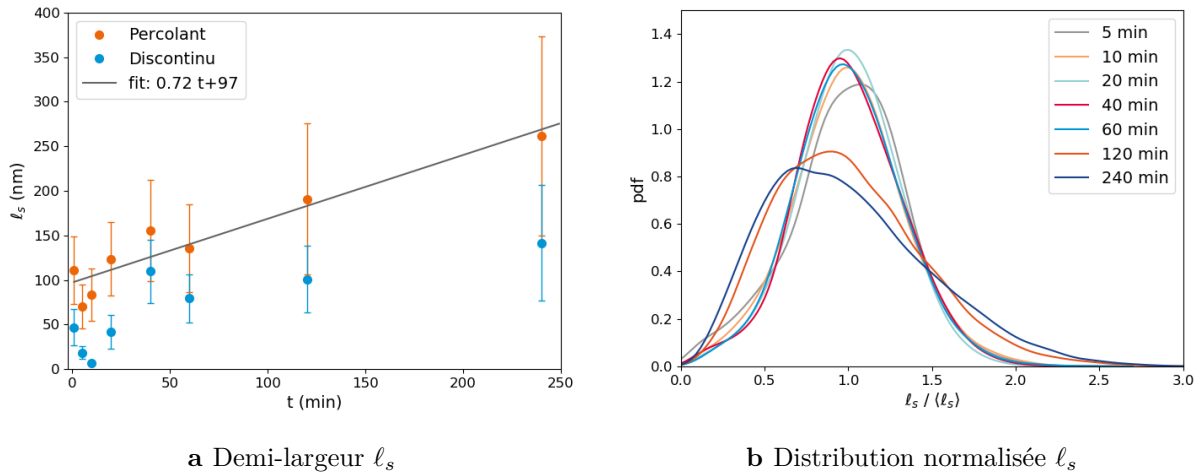 400
350
300
250
200
150
100
50
0
ℓs (nm)
Percolant
Discontinu
fit: 0.72 t+97
0
50
100
150
200
250
t (min)
1.4
1.2
1.0
0.8
0.6
0.4
0.2
0.0
pdf
5 min
10 min
20 min
40 min
60 min
120 min
240 min
0.0
0.5
1.0
1.5
2.0
2.5
3.0
ℓs / ⟨ℓs⟩
a Demi-largeur ℓs
b Distribution normalisée ℓs